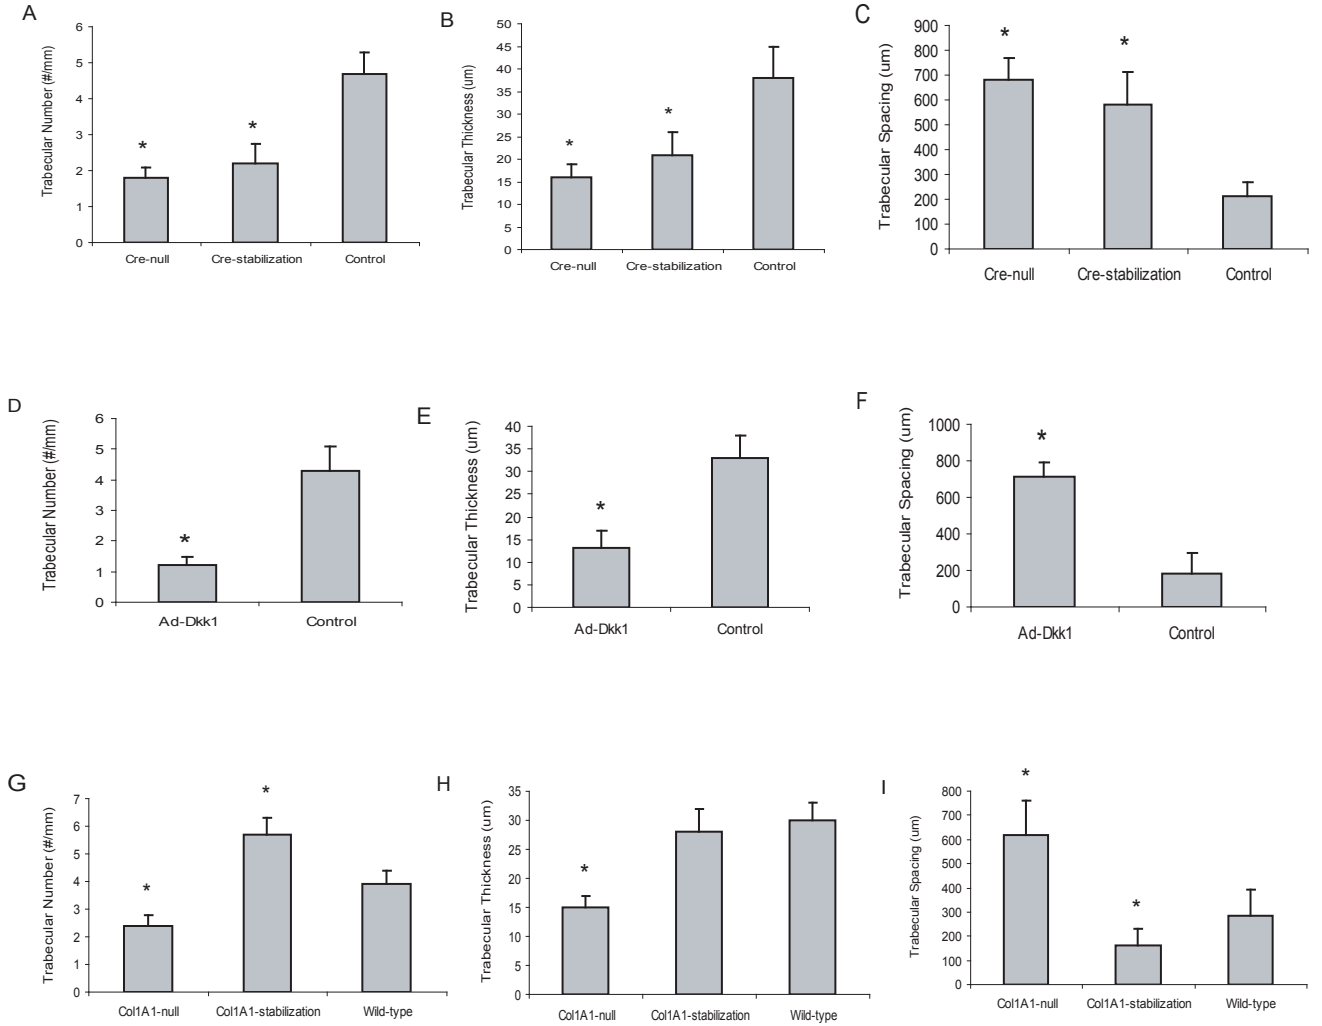 A
Trabecular Number (#/mm)
6
5
4
3
2
1
0
*
*
Cre-null
Cre-stabilization
Control
B
Trabecular Thickness (um)
50
45
40
35
30
25
20
15
10
5
0
*
*
Cre-null
Cre-stabilization
Control
C
Trabecular Spacing (um)
900
800
700
600
500
400
300
200
100
0
*
*
Cre-null
Cre-stabilization
Control
D
Trabecular Number (#/mm)
6
5
4
3
2
1
0
*
Ad-Dkk1
Control
E
Trabecular Thickness (um)
40
35
30
25
20
15
10
5
0
*
Ad-Dkk1
Control
F
Trabecular Spacing (um)
1000
800
600
400
200
0
*
Ad-Dkk1
Control
G
Trabecular Number (#/mm)
7
6
5
4
3
2
1
0
*
*
Col1A1-null
Col1A1-stabilization
Wild-type
H
Trabecular Thickness (um)
35
30
25
20
15
10
5
0
*
Col1A1-null
Col1A1-stabilization
Wild-type
I
Trabecular Spacing (um)
800
700
600
500
400
300
200
100
0
*
*
Col1A1-null
Col1A1-stabilization
Wild-type